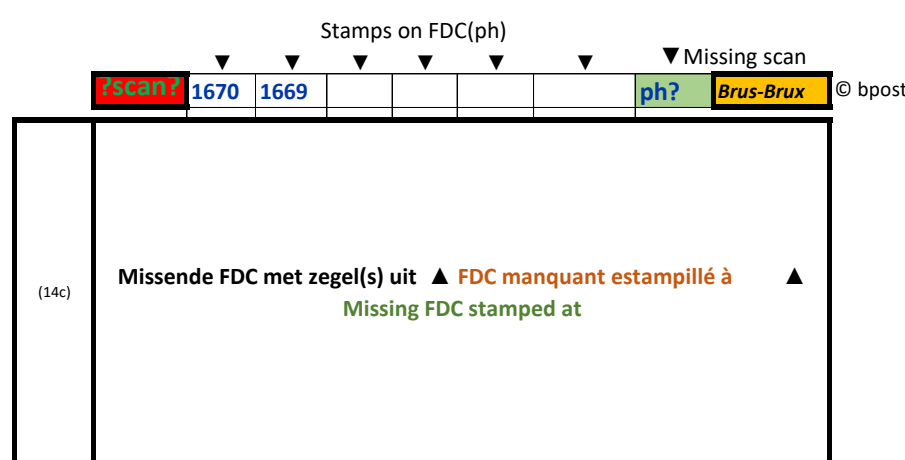 Stamps on FDC(ph)
▼ ▼ ▼ ▼ ▼ ▼ ▼Missing scan
?scan? 1670 1669 ph? Brus-Brux © bpost
(14c)
Missende FDC met zegel(s) uit ▲ FDC manquant estampillé à ▲
Missing FDC stamped at